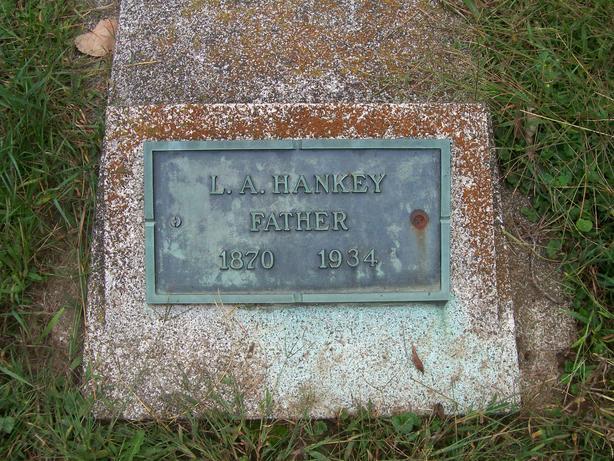 L. A. HANKEY
FATHER
1870 1934